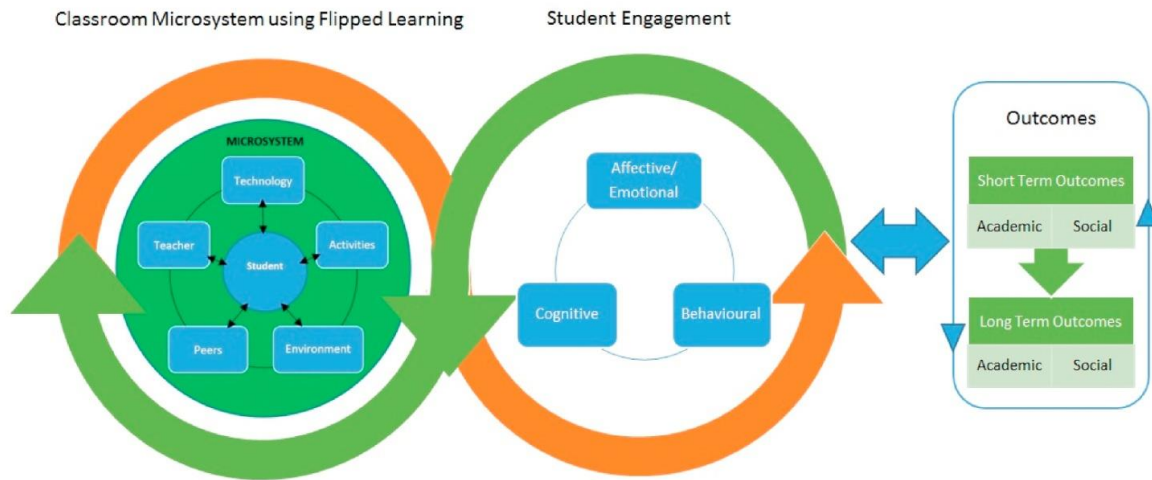 Classroom Microsystem using Flipped Learning
Student Engagement
MICROSYSTEM
Technology
Teacher
Activities
Student
Peers
Environment
Affective/
Emotional
Cognitive
Behavioural
Outcomes
Short Term Outcomes
Academic
Social
Long Term Outcomes
Academic
Social